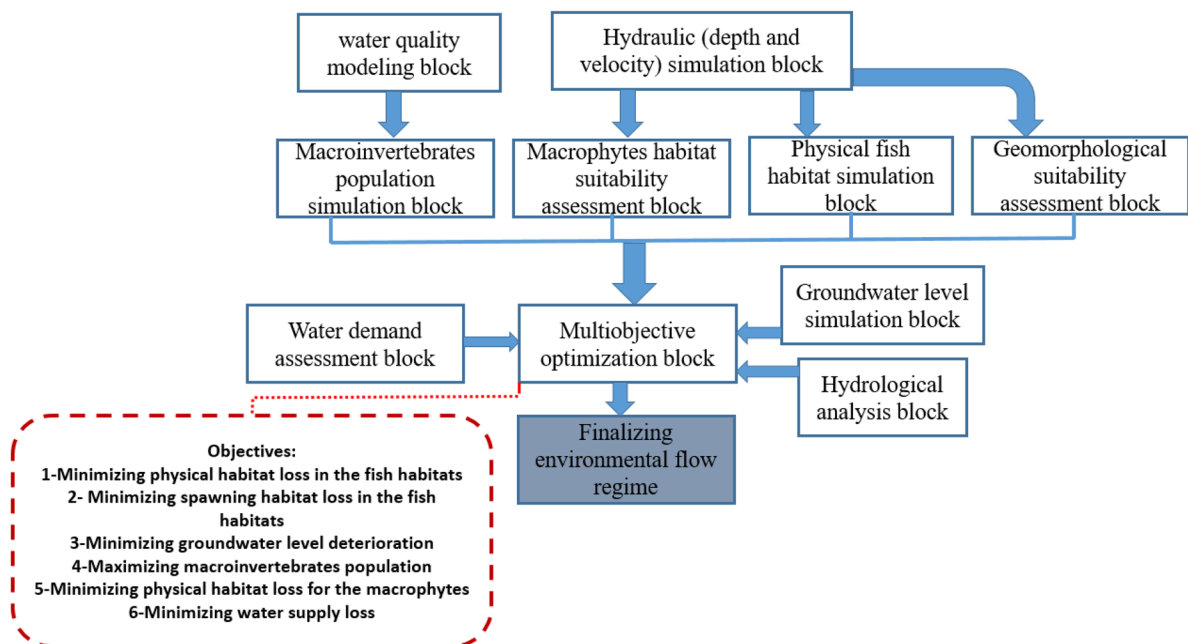 water quality
modeling block
Hydraulic (depth and
velocity) simulation block
Macroinvertebrates
population
simulation block
Macrophytes habitat
suitability
assessment block
Physical fish
habitat simulation
block
Geomorphological
suitability
assessment block
Water demand
assessment block
Multiobjective
optimization block
Groundwater level
simulation block
Hydrological
analysis block
Finalizing
environmental flow
regime
Objectives:
1-Minimizing physical habitat loss in the fish habitats
2- Minimizing spawning habitat loss in the fish
habitats
3-Minimizing groundwater level deterioration
4-Maximizing macroinvertebrates population
5-Minimizing physical habitat loss for the macrophytes
6-Minimizing water supply loss